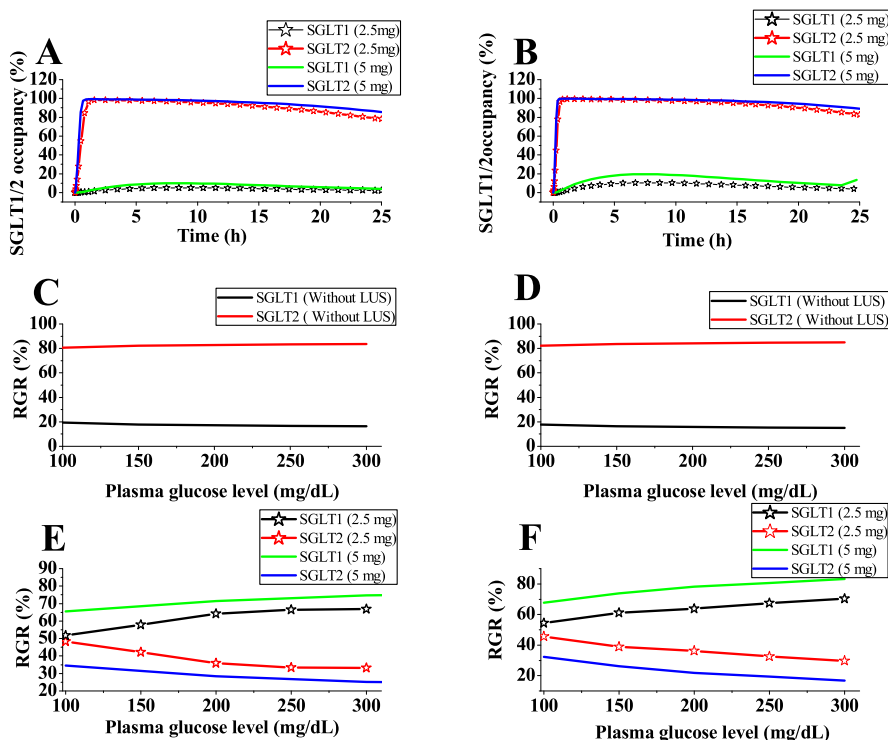 A
SGLT1 (2.5mg)
SGLT2 (2.5mg)
SGLT1 (5 mg)
SGLT2 (5 mg)
SGLT1/2 occupancy (%)
120
100
80
60
40
20
0
0 5 10 15 20 25
Time (h)
B
SGLT1 (2.5 mg)
SGLT2 (2.5 mg)
SGLT1 (5 mg)
SGLT2 (5 mg)
SGLT1/2occupancy (%)
120
100
80
60
40
20
0
0 5 10 15 20 25
Time (h)
C
SGLT1 (Without LUS)
SGLT2 ( Without LUS)
RGR (%)
100
80
60
40
20
0
100 150 200 250 300
Plasma glucose level (mg/dL)
D
SGLT1 (Without LUS)
SGLT2 ( Without LUS)
RGR (%)
100
80
60
40
20
0
100 150 200 250 300
Plasma glucose level (mg/dL)
E
SGLT1 (2.5 mg)
SGLT2 (2.5 mg)
SGLT1 (5 mg)
SGLT2 (5 mg)
RGR (%)
90
80
70
60
50
40
30
20
100 150 200 250 300
Plasma glucose level (mg/dL)
F
SGLT1 (2.5 mg)
SGLT2 (2.5 mg)
SGLT1 (5 mg)
SGLT2 (5 mg)
RGR (%)
80
60
40
20
100 150 200 250 300
Plasma glucose level (mg/dL)